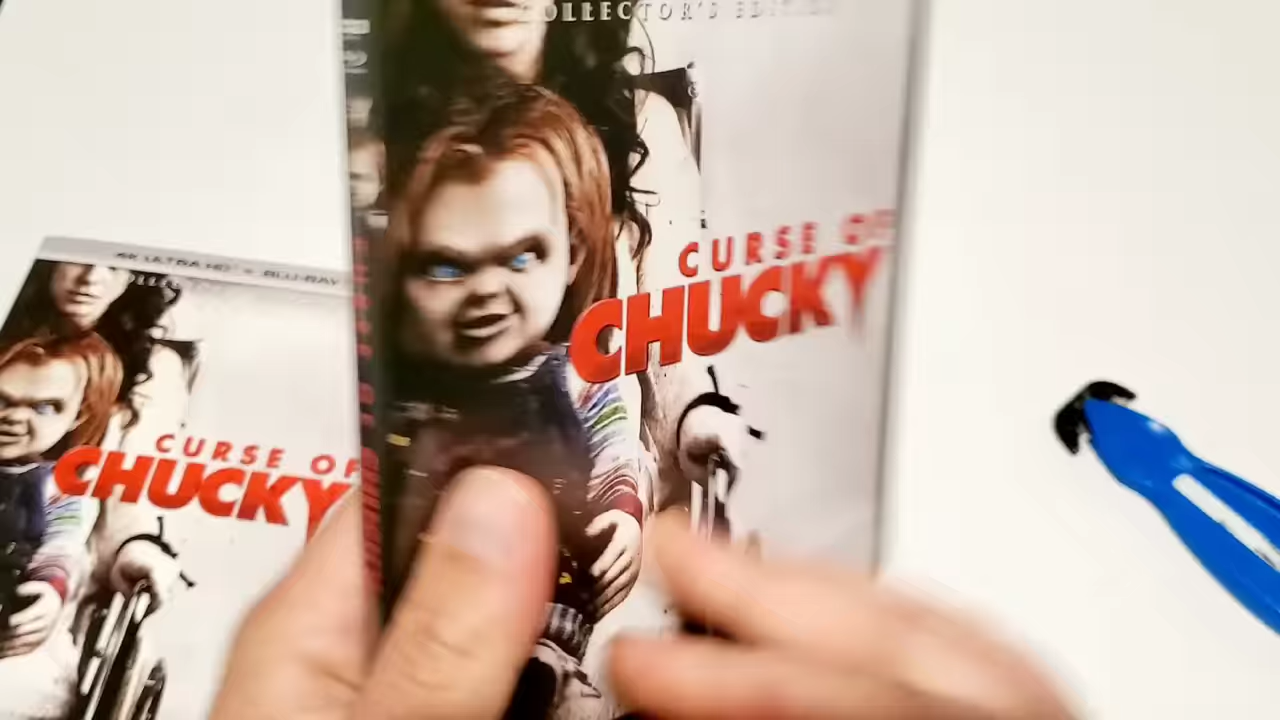 COLLECTOR'S EDITION
CURSE OF
CHUCKY
4K ULTRA HD + BLU-RAY
CURSE OF
CHUCKY